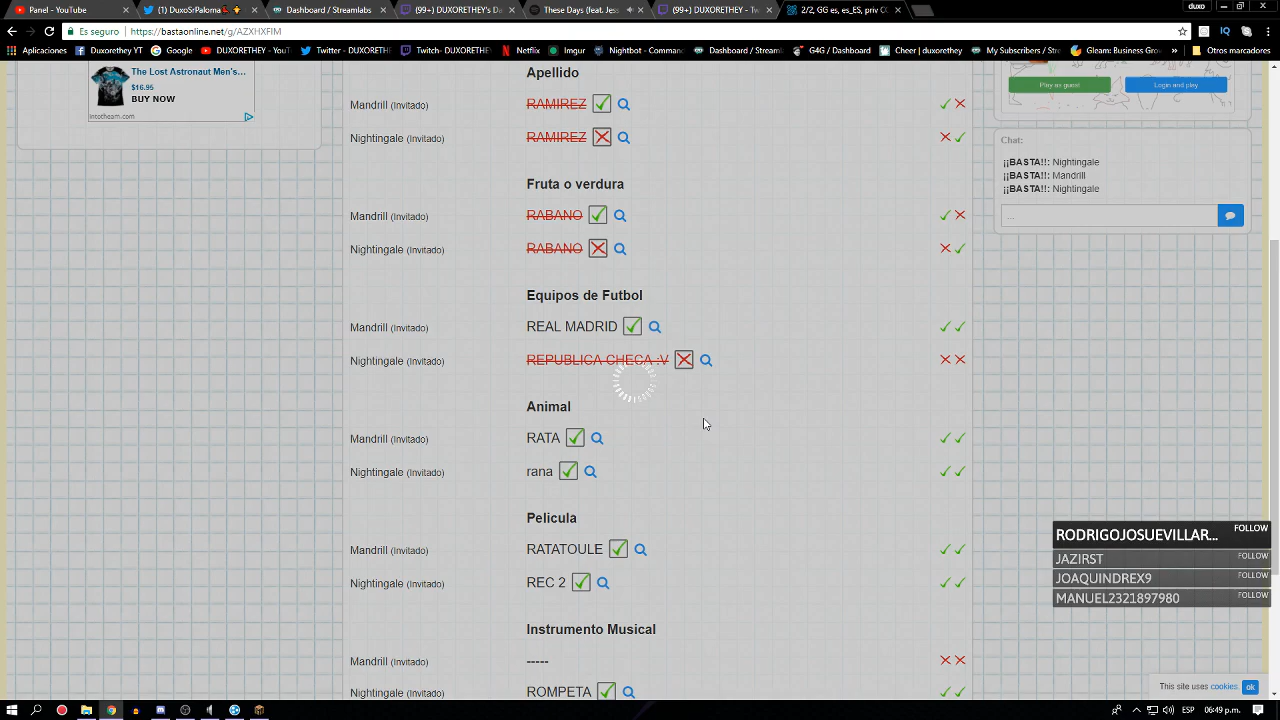 Panel - YouTube
(1) Twitter / DuxoSrPaloma
Dashboard / Streamlabs
(99+) DUXORETHEY's D
These Days (feat. Jess
(99+) DUXORETHEY - Tw
2/2, GG es, es_ES, priv C
duxo
Es seguro
https://bastaonline.net/g/AZXHXFIM
Aplicaciones
Duxorethey YT
Google
DUXORETHEY - YouT
Twitter - DUXORETHE
Twitch- DUXORETHEY
Netflix
Imgur
Nightbot - Comman
Dashboard / Stream
G4G / Dashboard
Cheer | duxorethey
My Subscribers / Str
Gleam: Business Grov
Otros marcadores
The Lost Astronaut Men's...
$16.95
BUY NOW
intotheam.com
Apellido
Mandrill (Invitado) RAMIREZ
Nightingale (Invitado) RAMIREZ
Fruta o verdura
Mandrill (Invitado) RABANO
Nightingale (Invitado) RABANO
Equipos de Futbol
Mandrill (Invitado) REAL MADRID
Nightingale (Invitado) REPUBLICA CHECA :V
Animal
Mandrill (Invitado) RATA
Nightingale (Invitado) rana
Pelicula
Mandrill (Invitado) RATATOULE
Nightingale (Invitado) REC 2
Instrumento Musical
Mandrill (Invitado) -----
Nightingale (Invitado) ROMPETA
Play as guest
Login and play
Chat:
¡¡BASTA!!: Nightingale
¡¡BASTA!!: Mandrill
¡¡BASTA!!: Nightingale
...
RODRIGOJOSUEVILLAR... FOLLOW
JAZIRST FOLLOW
JOAQUINDREX9 FOLLOW
MANUEL2321897980 FOLLOW
This site uses cookies ok
ESP
06:49 p.m.